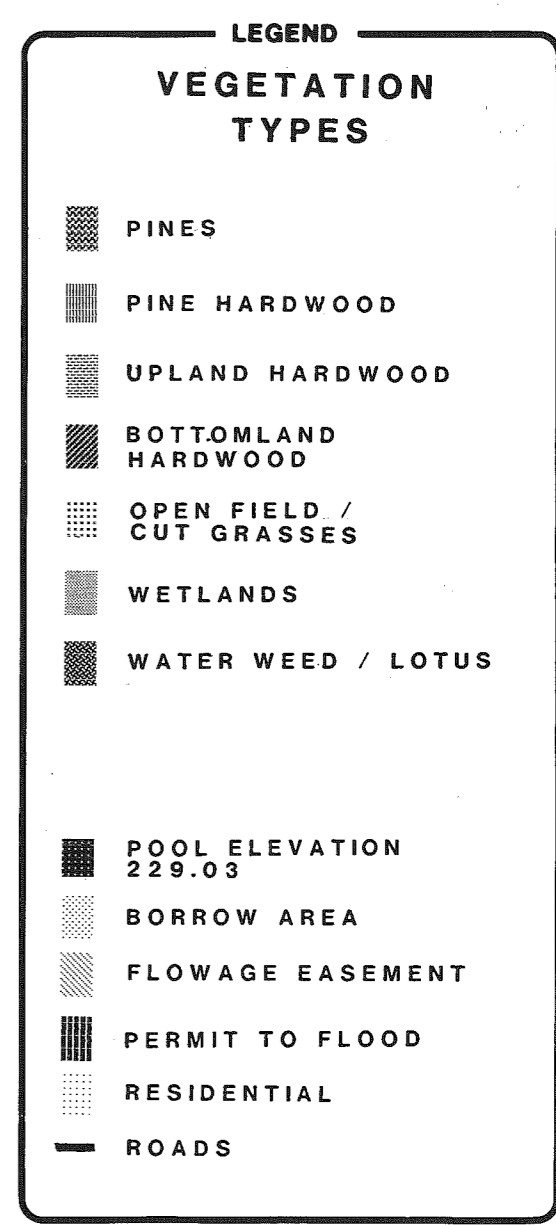 LEGEND
VEGETATION
TYPES
PINES
PINE HARDWOOD
UPLAND HARDWOOD
BOTTOMLAND
HARDWOOD
OPEN FIELD /
CUT GRASSES
WETLANDS
WATER WEED / LOTUS
POOL ELEVATION
229.03
BORROW AREA
FLOWAGE EASEMENT
PERMIT TO FLOOD
RESIDENTIAL
ROADS